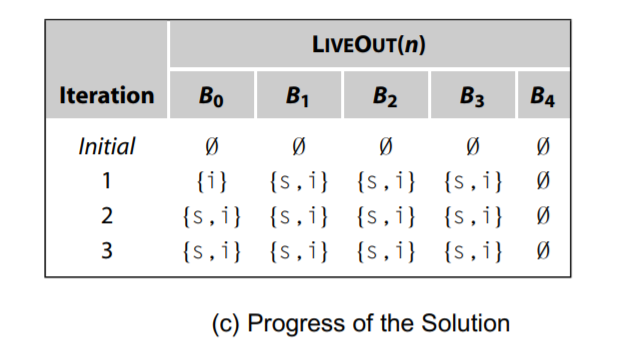 LIVEOUT(n)
Iteration B0 B1 B2 B3 B4
Initial Ø Ø Ø Ø Ø
1 {i} {s,i} {s,i} {s,i} Ø
2 {s,i} {s,i} {s,i} {s,i} Ø
3 {s,i} {s,i} {s,i} {s,i} Ø
(c) Progress of the Solution